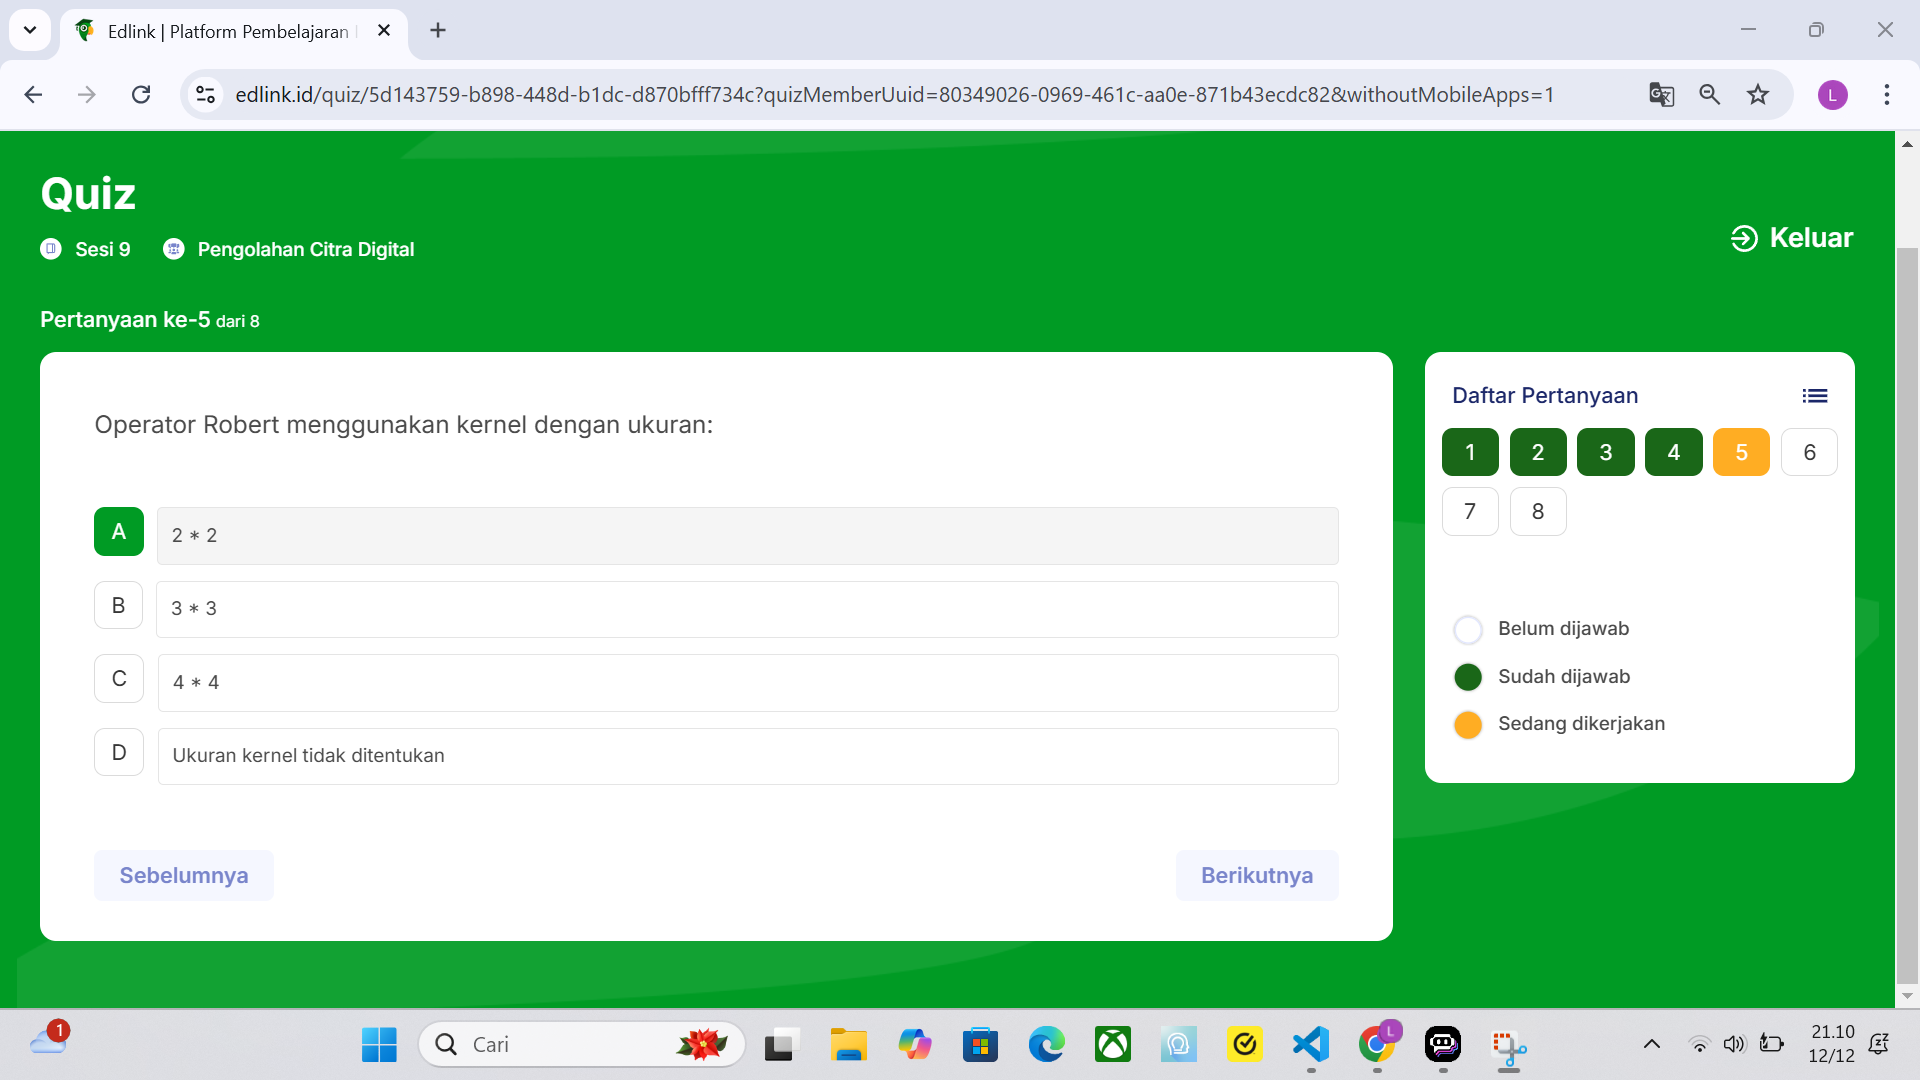 Edlink | Platform Pembelajaran
edlink.id/quiz/5d143759-b898-448d-b1dc-d870bfff734c?quizMemberUuid=80349026-0969-461c-aa0e-871b43ecdc82&withoutMobileApps=1
L
Quiz
Sesi 9
Pengolahan Citra Digital
Keluar
Pertanyaan ke-5 dari 8
Operator Robert menggunakan kernel dengan ukuran:
A
2 * 2
B
3 * 3
C
4 * 4
D
Ukuran kernel tidak ditentukan
Sebelumnya
Berikutnya
Daftar Pertanyaan
1
2
3
4
5
6
7
8
Belum dijawab
Sudah dijawab
Sedang dikerjakan
1
Cari
L
21.10
12/12